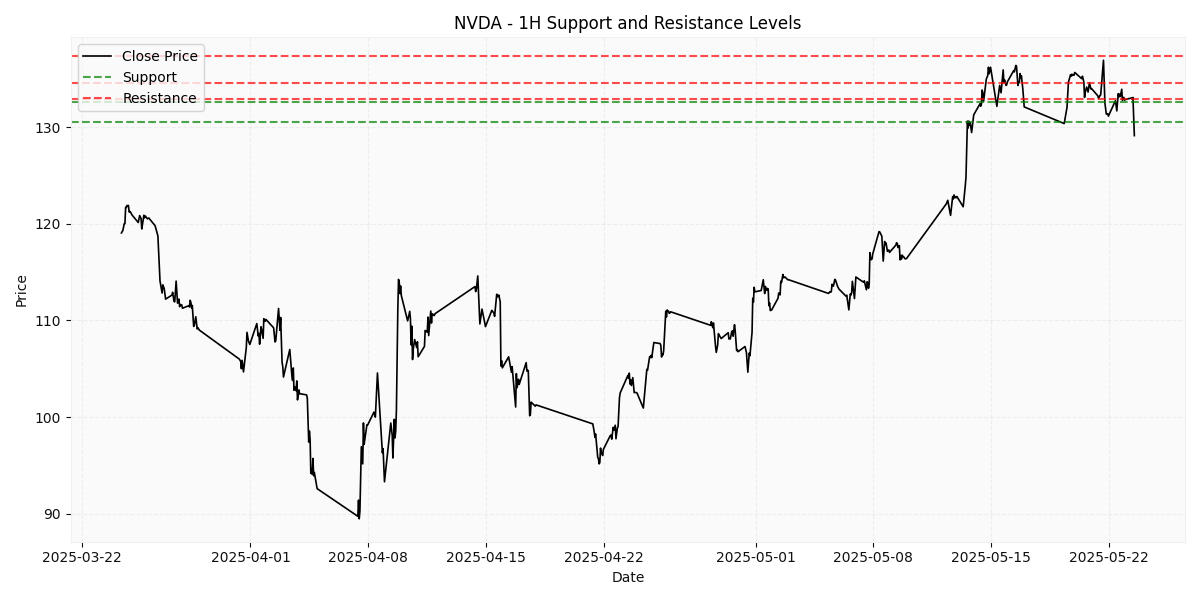 NVDA - 1H Support and Resistance Levels
Close Price
Support
Resistance
Price
130
120
110
100
90
2025-03-22 2025-04-01 2025-04-08 2025-04-15 2025-04-22 2025-05-01 2025-05-08 2025-05-15 2025-05-22
Date